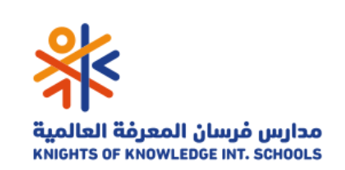 مدارس فرسان المعرفة العالمية
KNIGHTS OF KNOWLEDGE INT. SCHOOLS